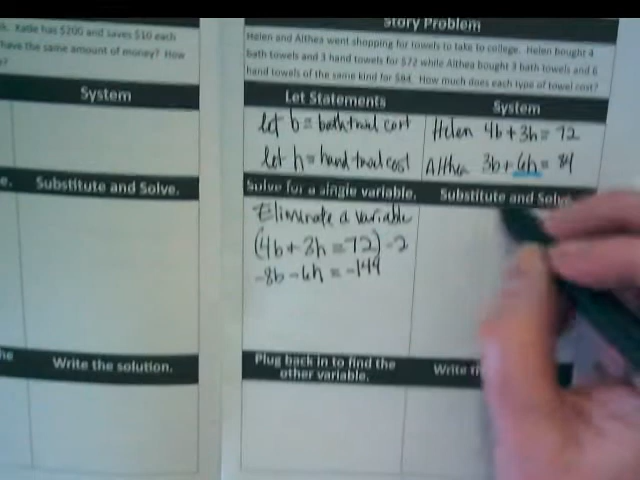 Katie has $200 and saves $10 each
have the same amount of money? How
System
Substitute and Solve.
Write the solution.
Story Problem
Helen and Althea went shopping for towels to take to college. Helen bought 4
bath towels and 3 hand towels for $72 while Althea bought 3 bath towels and 6
hand towels of the same kind for $84. How much does each type of towel cost?
Let Statements
System
let b = bath towel cost
let h = hand towel cost
Helen 4b + 3h = 72
Althea 3b + 6h = 84
Solve for a single variable.
Substitute and Solve
Eliminate a variable
(4b + 3h = 72) -2
-8b - 6h = -144
Plug back in to find the
other variable.